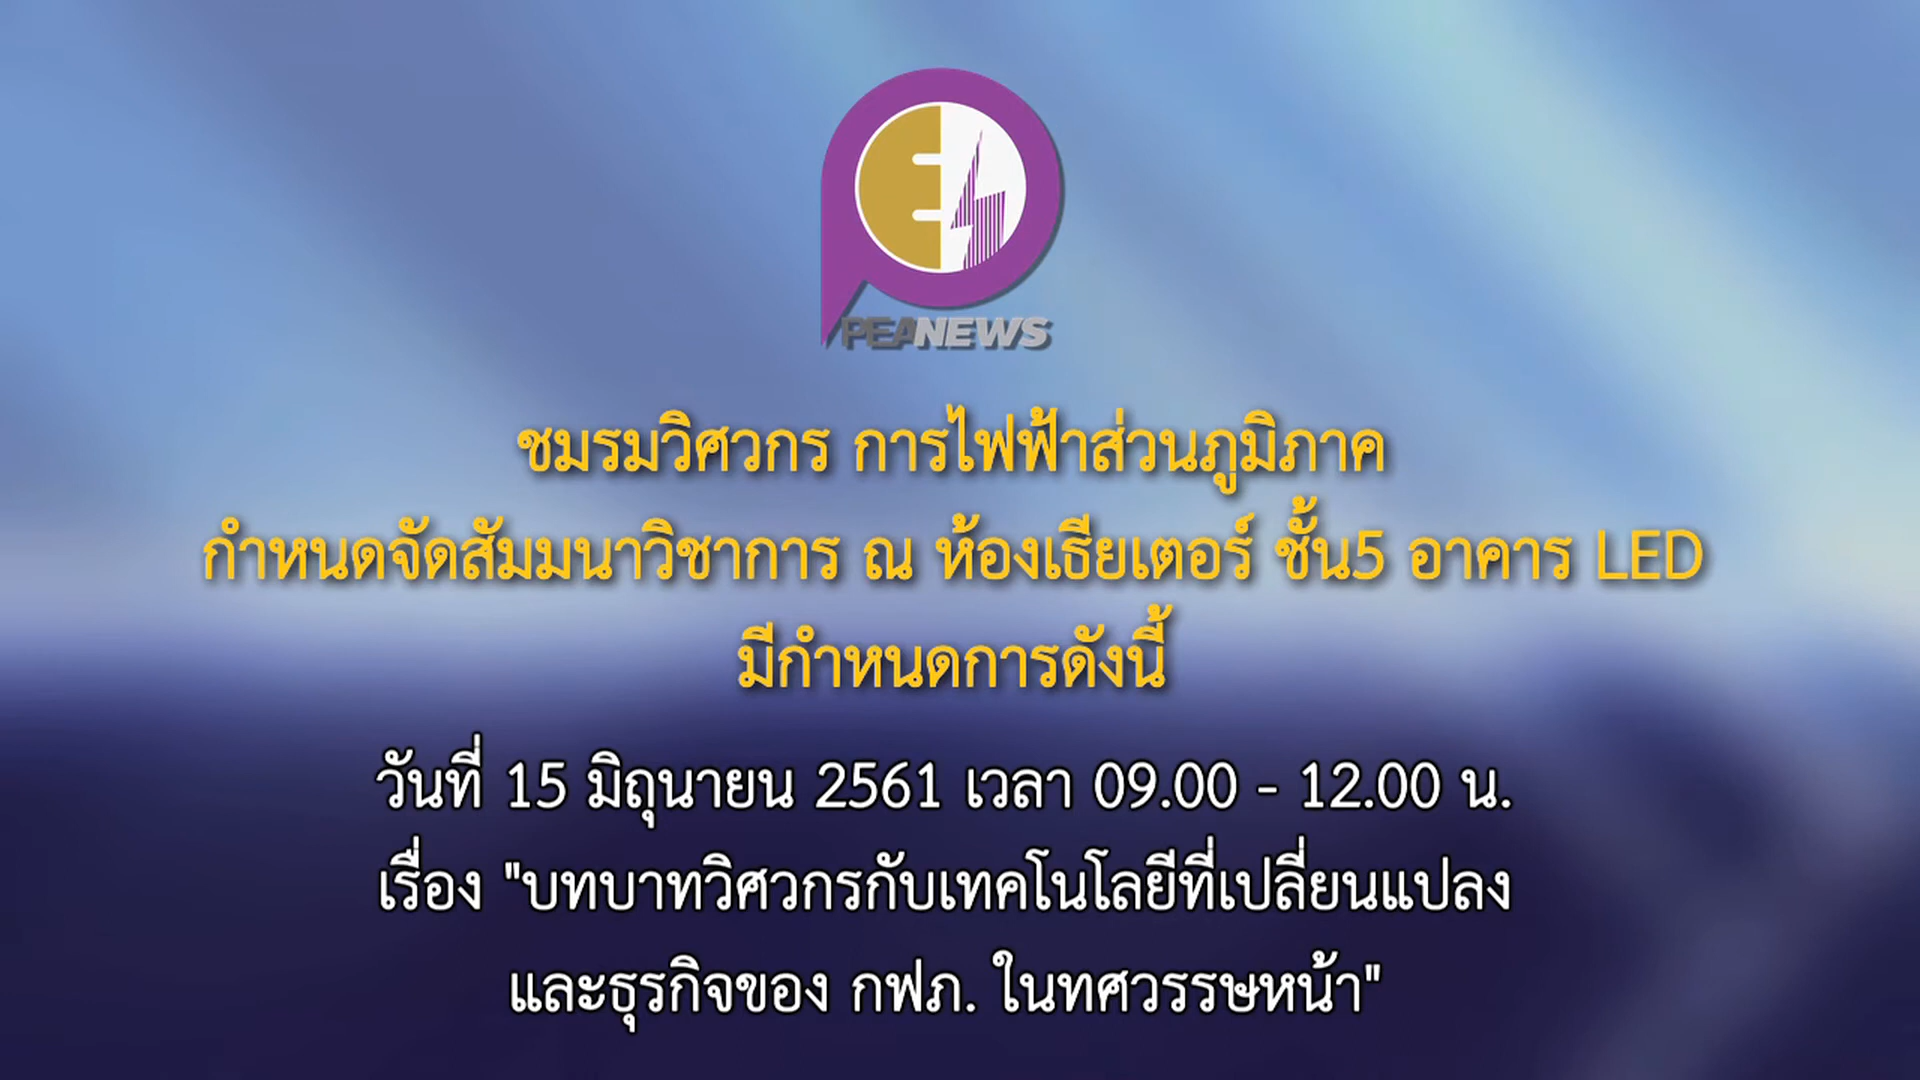 PEANEWS
ชมรมวิศวกร การไฟฟ้าส่วนภูมิภาค
กำหนดจัดสัมมนาวิชาการ ณ ห้องเธียเตอร์ ชั้น5 อาคาร LED
มีกำหนดการดังนี้
วันที่ 15 มิถุนายน 2561 เวลา 09.00 - 12.00 น.
เรื่อง "บทบาทวิศวกรกับเทคโนโลยีที่เปลี่ยนแปลง
และธุรกิจของ กฟภ. ในทศวรรษหน้า"